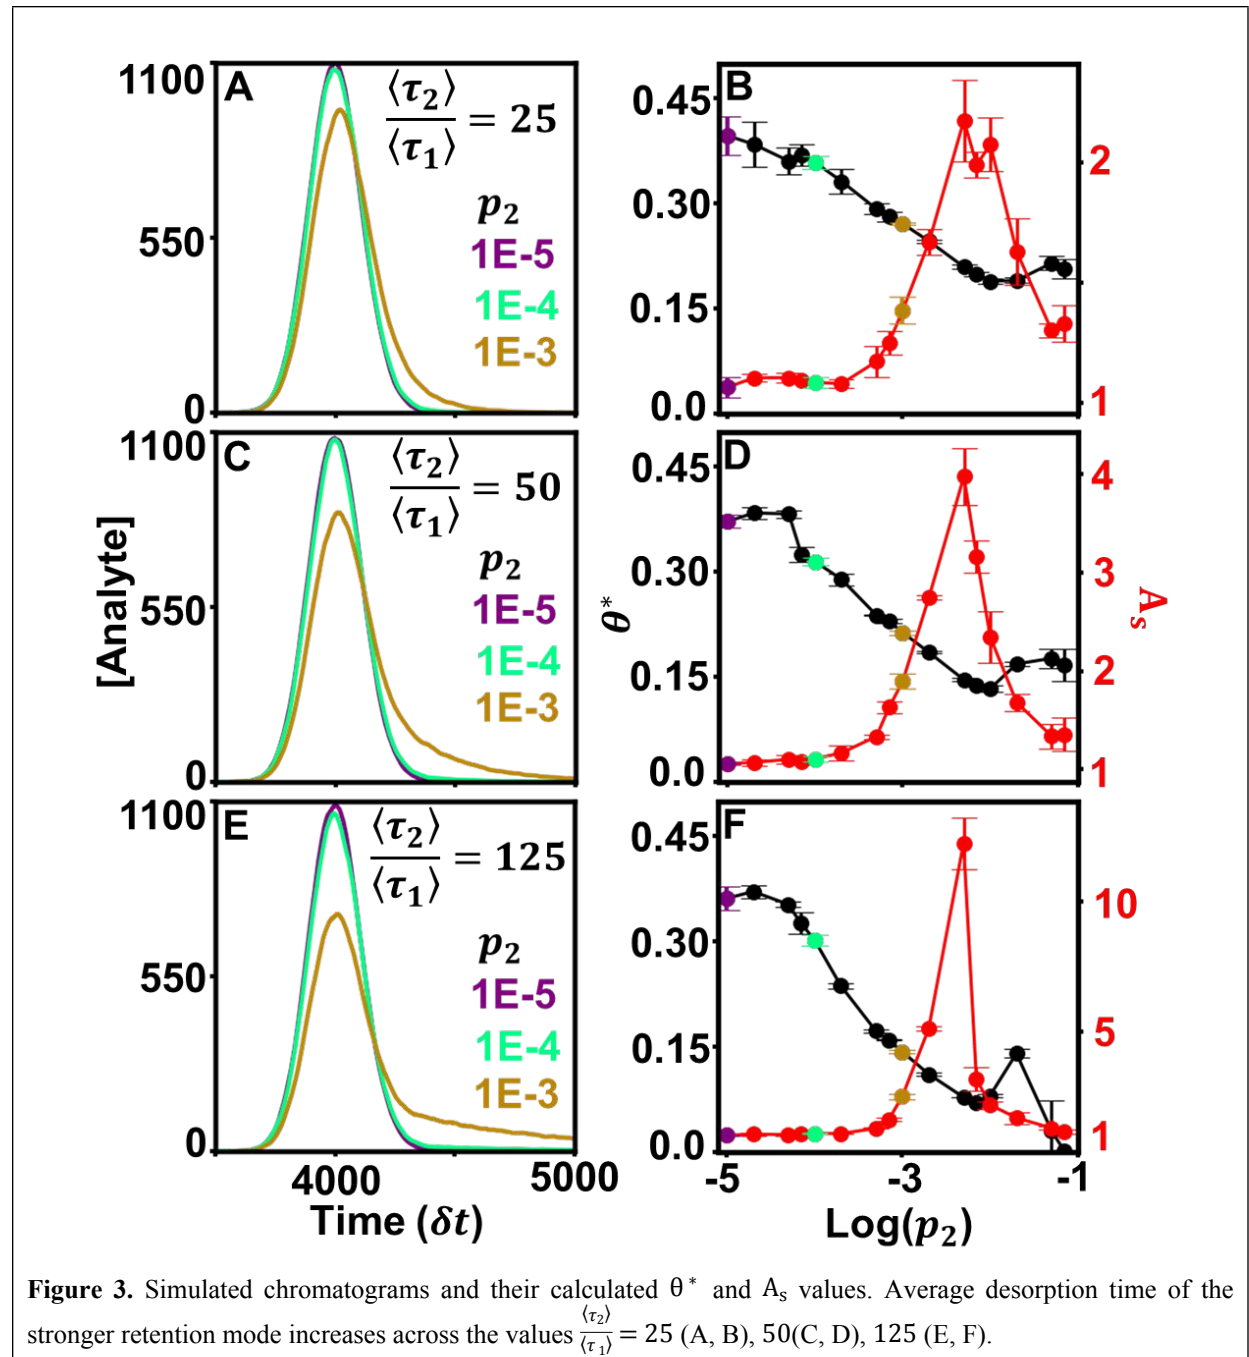 A
⟨τ₂⟩/⟨τ₁⟩ = 25
p₂
1E-5
1E-4
1E-3
1100
550
0
B
0.45
0.30
0.15
0.0
2
1
C
⟨τ₂⟩/⟨τ₁⟩ = 50
p₂
1E-5
1E-4
1E-3
1100
550
0
[Analyte]
D
0.45
0.30
0.15
0.0
θ*
4
3
2
1
Aₛ
E
⟨τ₂⟩/⟨τ₁⟩ = 125
p₂
1E-5
1E-4
1E-3
1100
550
0
4000 5000
Time (δt)
F
0.45
0.30
0.15
0.0
10
5
1
-5 -3 -1
Log(p₂)
Figure 3. Simulated chromatograms and their calculated θ* and Aₛ values. Average desorption time of the
stronger retention mode increases across the values ⟨τ₂⟩/⟨τ₁⟩ = 25 (A, B), 50(C, D), 125 (E, F).